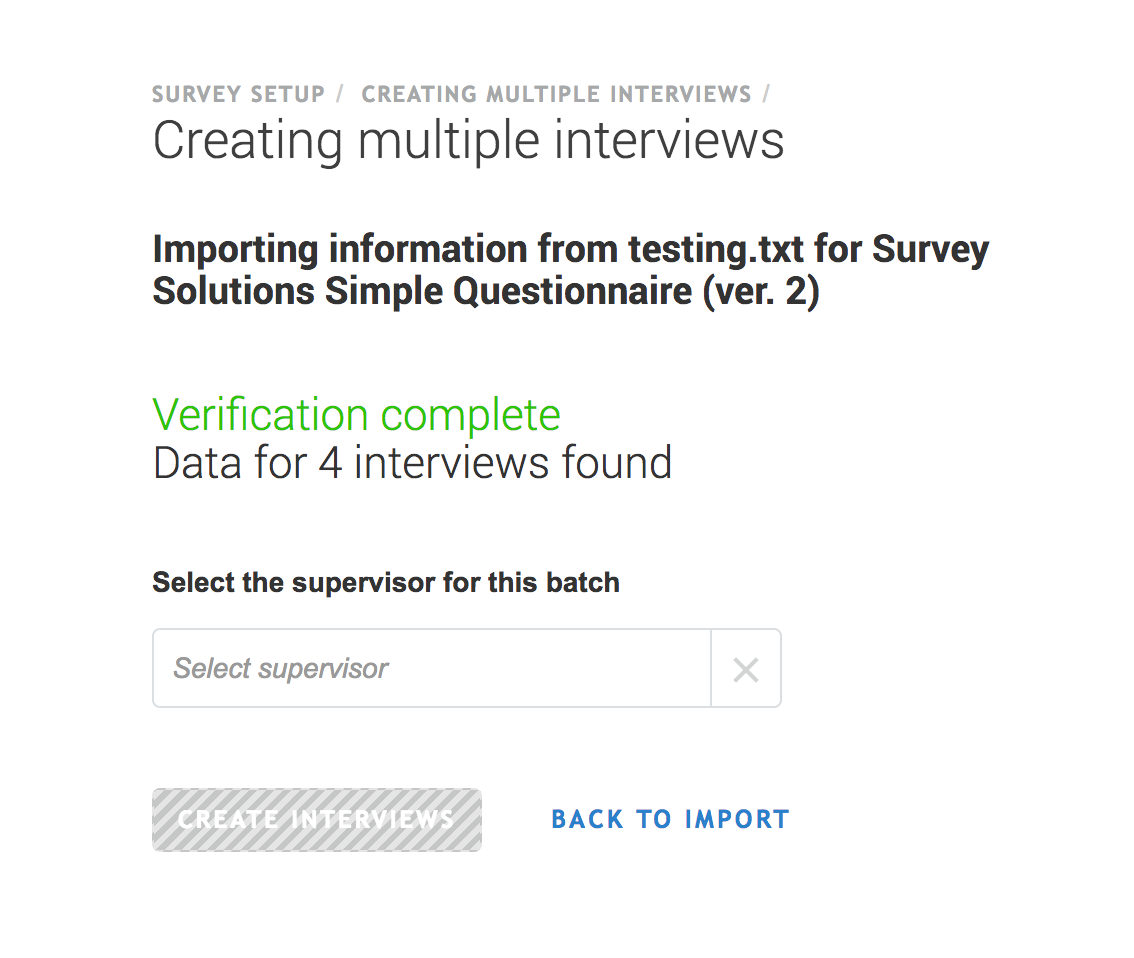 SURVEY SETUP / CREATING MULTIPLE INTERVIEWS /
Creating multiple interviews
Importing information from testing.txt for Survey
Solutions Simple Questionnaire (ver. 2)
Verification complete
Data for 4 interviews found
Select the supervisor for this batch
Select supervisor
CREATE INTERVIEWS BACK TO IMPORT